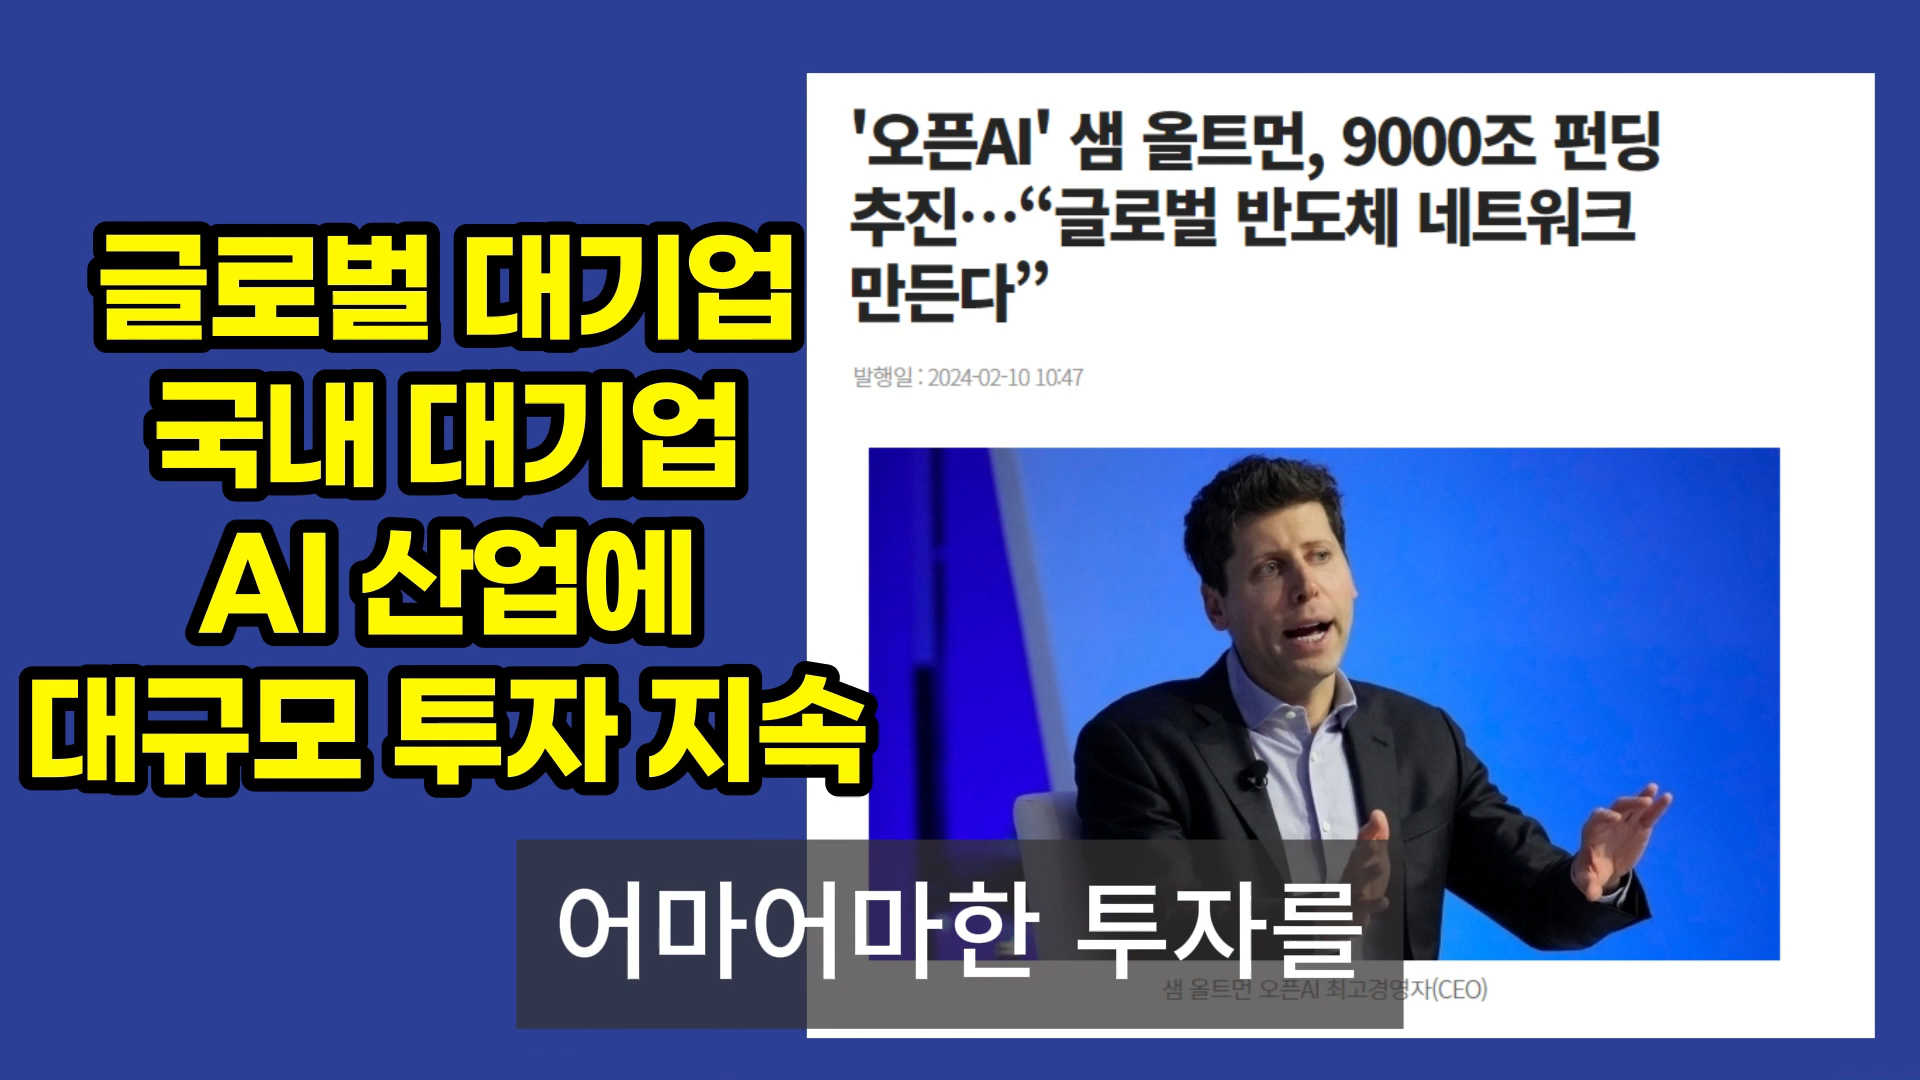 글로벌 대기업
국내 대기업
AI 산업에
대규모 투자 지속
'오픈AI' 샘 올트먼, 9000조 펀딩
추진…“글로벌 반도체 네트워크
만든다”
발행일 : 2024-02-10 10:47
샘 올트먼 오픈AI 최고경영자(CEO)
어마어마한 투자를